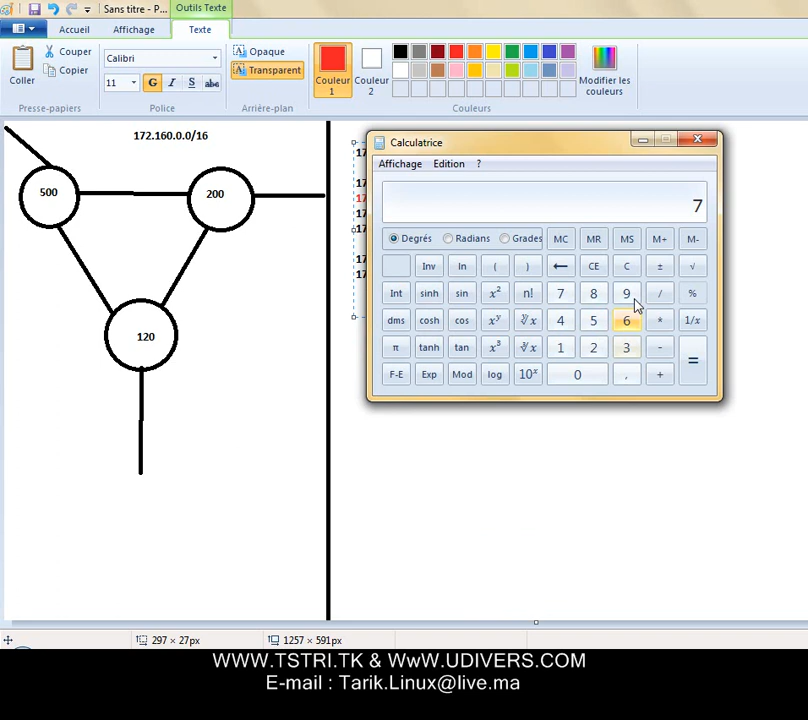 Sans titre - P...
Outils Texte
Accueil
Affichage
Texte
Coller
Couper
Copier
Presse-papiers
Calibri
11
G I S abc
Police
Opaque
Transparent
Arrière-plan
Couleur
1
Couleur
2
Couleurs
Modifier les
couleurs
172.160.0.0/16
500
200
120
Calculatrice
Affichage Edition ?
7
Degrés Radians Grades MC MR MS M+ M-
Inv ln ( ) ← CE C ± √
Int sinh sin x² n! 7 8 9 / %
dms cosh cos xʸ ʸ√x 4 5 6 * 1/x
π tanh tan x³ ³√x 1 2 3 - =
F-E Exp Mod log 10ˣ 0 , +
297 × 27px
1257 × 591px
WWW.TSTRI.TK & WwW.UDIVERS.COM
E-mail : Tarik.Linux@live.ma